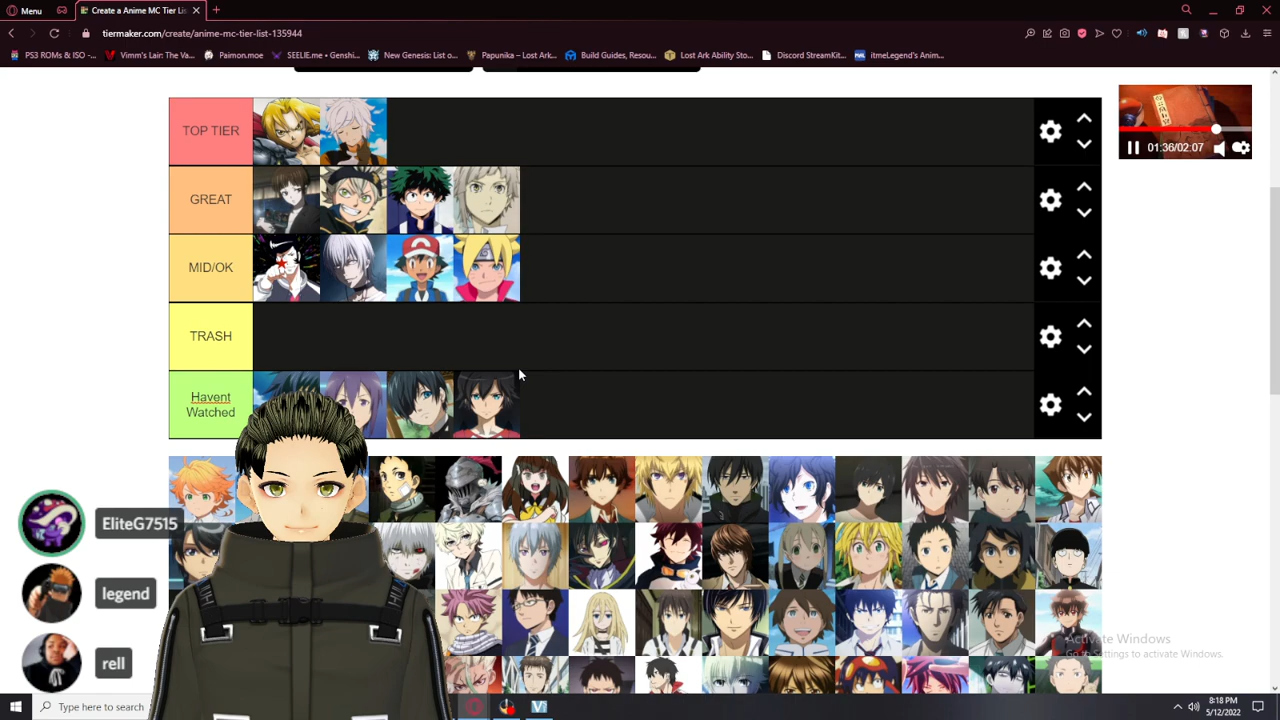 Menu
Create a Anime MC Tier Lis
tiermaker.com/create/anime-mc-tier-list-135944
PS3 ROMs & ISO -...
Vimm's Lair: The Va...
Paimon.moe
SEELIE.me • Genshi...
New Genesis: List o...
Papunika – Lost Ark...
Build Guides, Resou...
Lost Ark Ability Sto...
Discord StreamKit...
itmeLegend's Anim...
TOP TIER
GREAT
MID/OK
TRASH
Havent
Watched
01:36/02:07
EliteG7515
legend
rell
Activate Windows
Go to Settings to activate Windows.
Type here to search
8:18 PM
5/12/2022